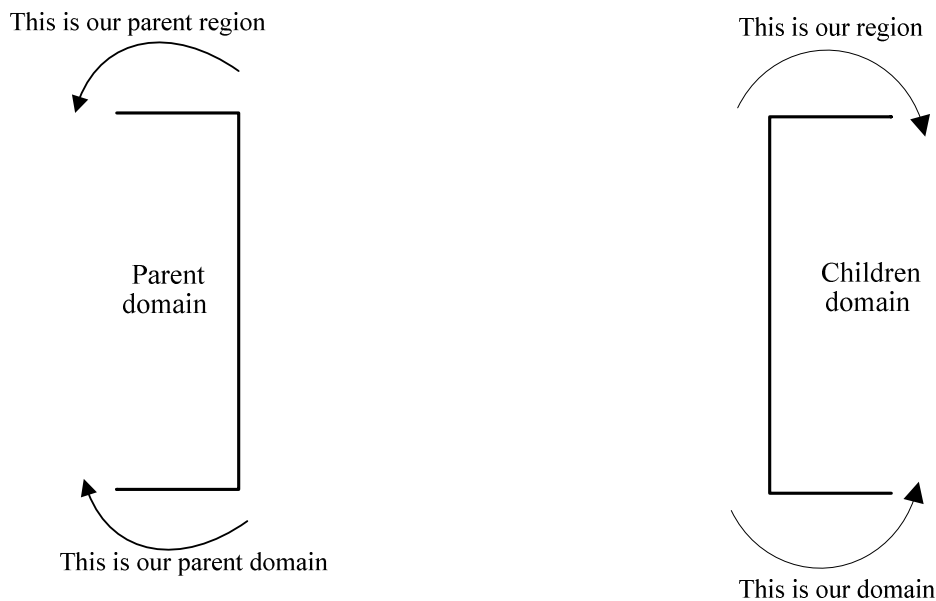 This is our parent region
This is our region
Parent
domain
Children
domain
This is our parent domain
This is our domain